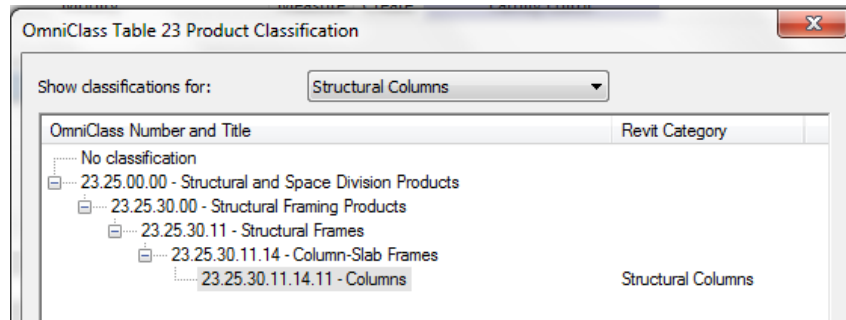 OmniClass Table 23 Product Classification
Show classifications for: Structural Columns
OmniClass Number and Title Revit Category
No classification
23.25.00.00 - Structural and Space Division Products
23.25.30.00 - Structural Framing Products
23.25.30.11 - Structural Frames
23.25.30.11.14 - Column-Slab Frames
23.25.30.11.14.11 - Columns Structural Columns